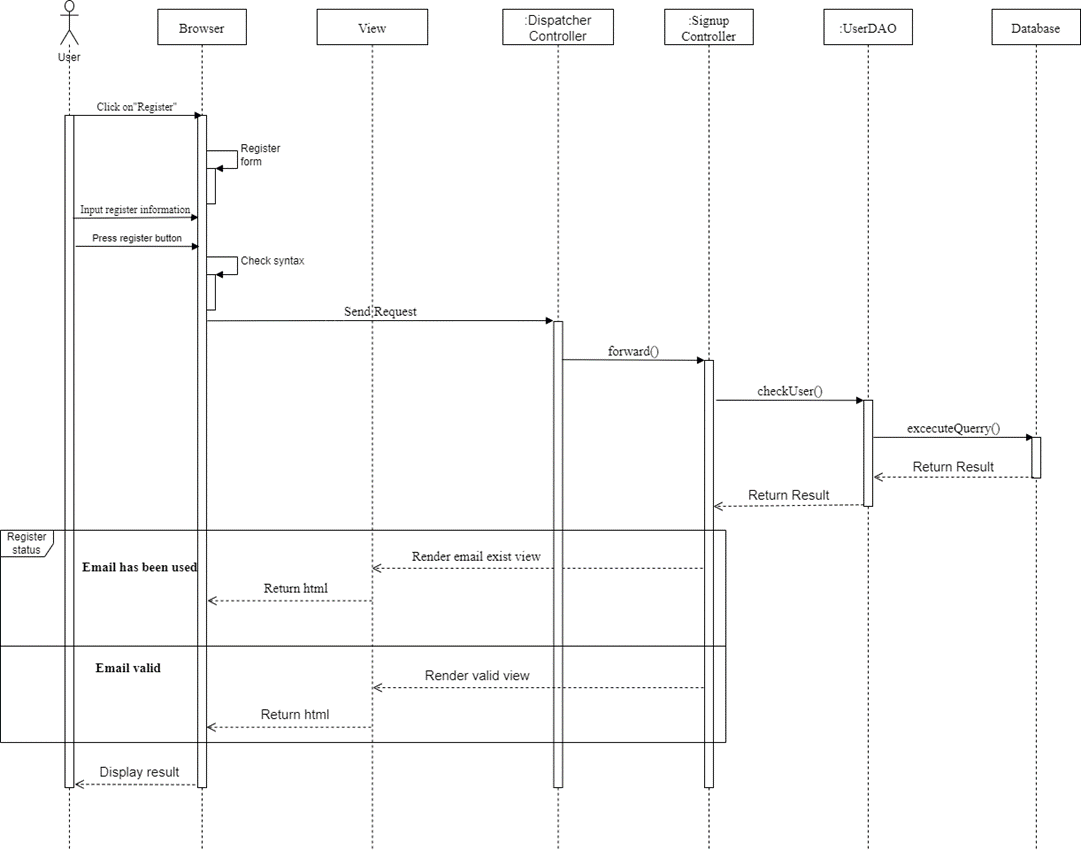 User
Browser
View
:Dispatcher
Controller
:Signup
Controller
:UserDAO
Database
Click on"Register"
Register
form
Input register information
Press register button
Check syntax
Send Request
forward()
checkUser()
excecuteQuerry()
Return Result
Return Result
Register
status
Email has been used
Render email exist view
Return html
Email valid
Render valid view
Return html
Display result